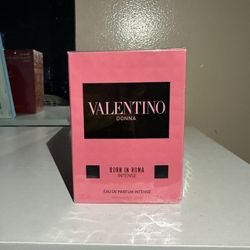 VALENTINO
DONNA
BORN IN ROMA
INTENSE
EAU DE PARFUM INTENSE